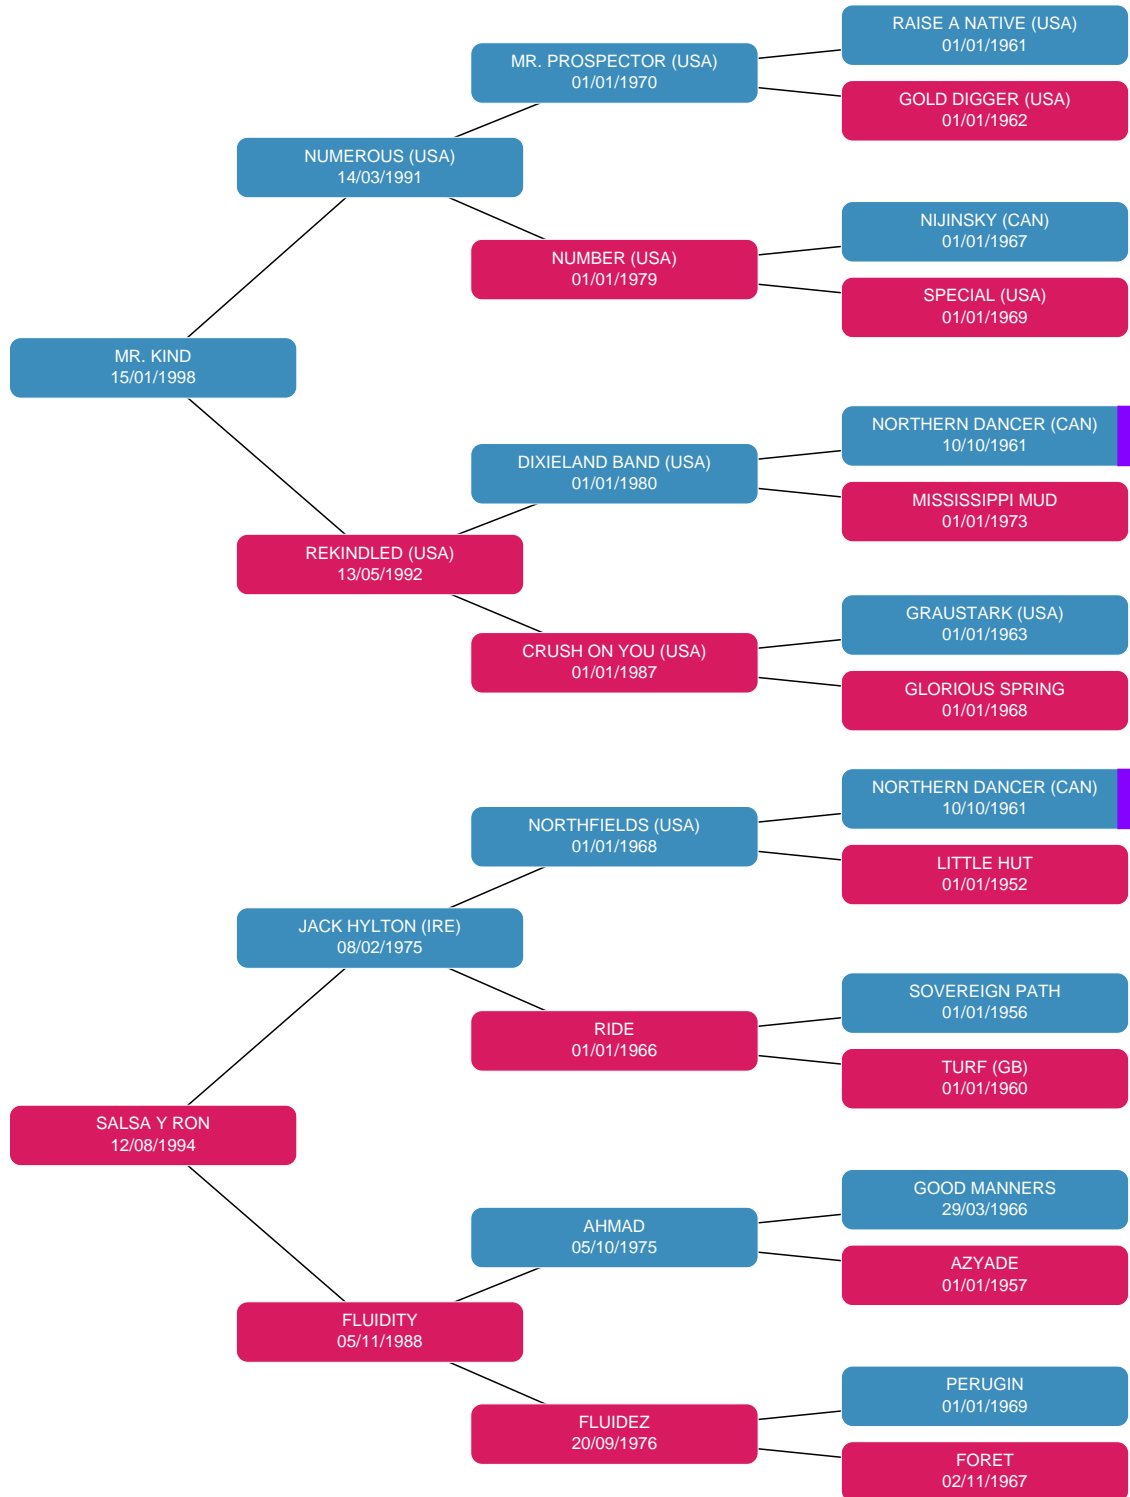 RAISE A NATIVE (USA)
01/01/1961
MR. PROSPECTOR (USA)
01/01/1970
GOLD DIGGER (USA)
01/01/1962
NUMEROUS (USA)
14/03/1991
NIJINSKY (CAN)
01/01/1967
NUMBER (USA)
01/01/1979
SPECIAL (USA)
01/01/1969
MR. KIND
15/01/1998
NORTHERN DANCER (CAN)
10/10/1961
DIXIELAND BAND (USA)
01/01/1980
MISSISSIPPI MUD
01/01/1973
REKINDLED (USA)
13/05/1992
GRAUSTARK (USA)
01/01/1963
CRUSH ON YOU (USA)
01/01/1987
GLORIOUS SPRING
01/01/1968
NORTHERN DANCER (CAN)
10/10/1961
NORTHFIELDS (USA)
01/01/1968
LITTLE HUT
01/01/1952
JACK HYLTON (IRE)
08/02/1975
SOVEREIGN PATH
01/01/1956
RIDE
01/01/1966
TURF (GB)
01/01/1960
SALSA Y RON
12/08/1994
GOOD MANNERS
29/03/1966
AHMAD
05/10/1975
AZYADE
01/01/1957
FLUIDITY
05/11/1988
PERUGIN
01/01/1969
FLUIDEZ
20/09/1976
FORET
02/11/1967